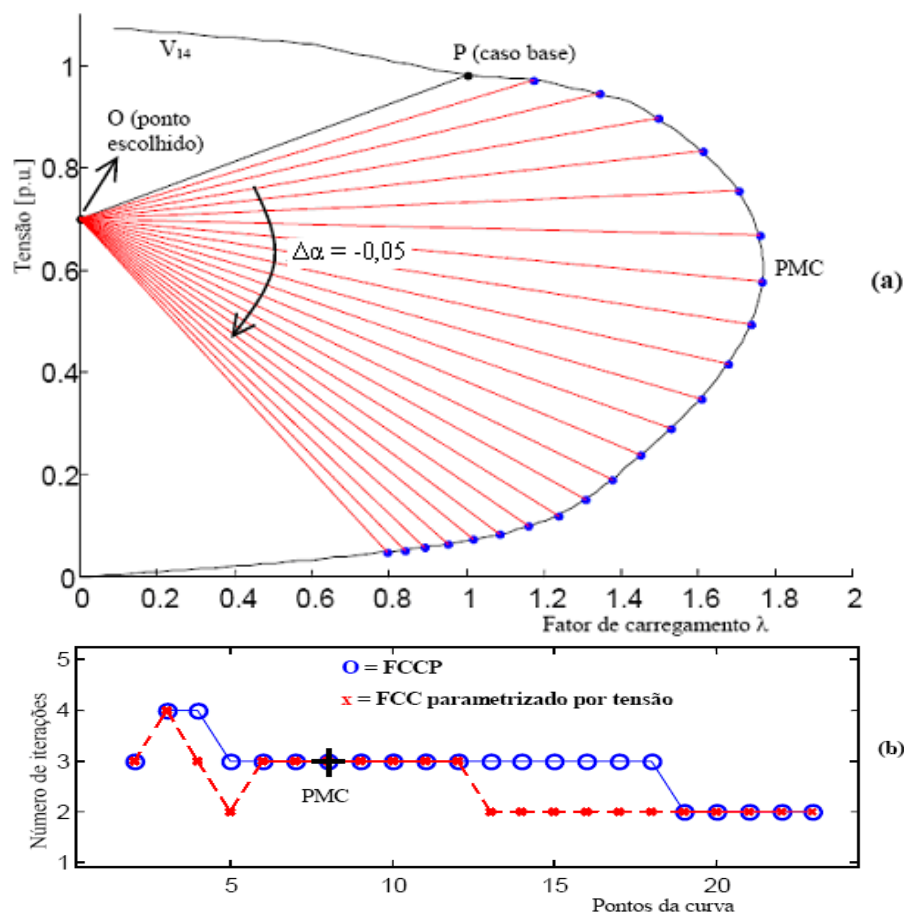 V₁₄
P (caso base)
O (ponto
escolhido)
Tensão [p.u.]
1
0.8
0.6
0.4
0.2
0
Δα = -0,05
PMC
(a)
0 0.2 0.4 0.6 0.8 1 1.2 1.4 1.6 1.8 2
Fator de carregamento λ
Número de iterações
5
4
3
2
1
O = FCCP
x = FCC parametrizado por tensão
PMC
(b)
5 10 15 20
Pontos da curva